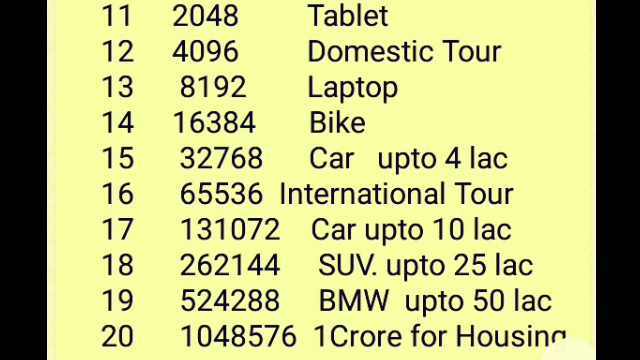 11 2048 Tablet
12 4096 Domestic Tour
13 8192 Laptop
14 16384 Bike
15 32768 Car upto 4 lac
16 65536 International Tour
17 131072 Car upto 10 lac
18 262144 SUV. upto 25 lac
19 524288 BMW upto 50 lac
20 1048576 1Crore for Housing